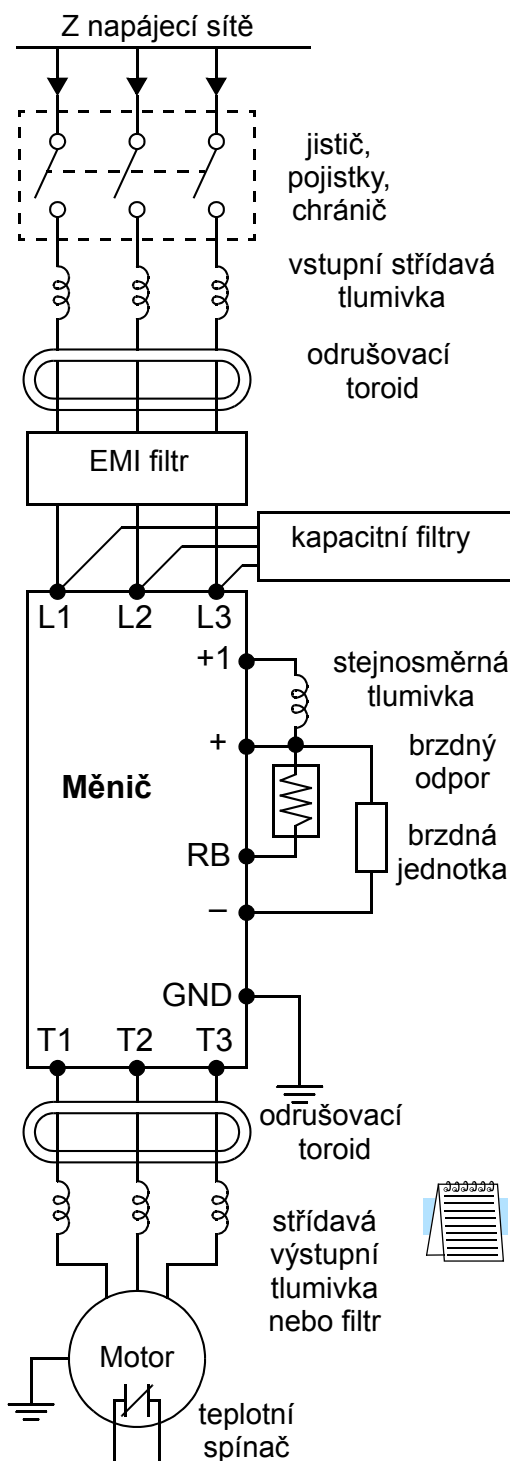 Z napájecí sítě
jistič,
pojistky,
chránič
vstupní střídavá
tlumivka
odrušovací
toroid
EMI filtr
kapacitní filtry
L1 L2 L3
+1
stejnosměrná
tlumivka
+
brzdný
odpor
Měnič
brzdná
jednotka
RB
–
GND
T1 T2 T3
odrušovací
toroid
střídavá
výstupní
tlumivka
nebo filtr
Motor
teplotní
spínač